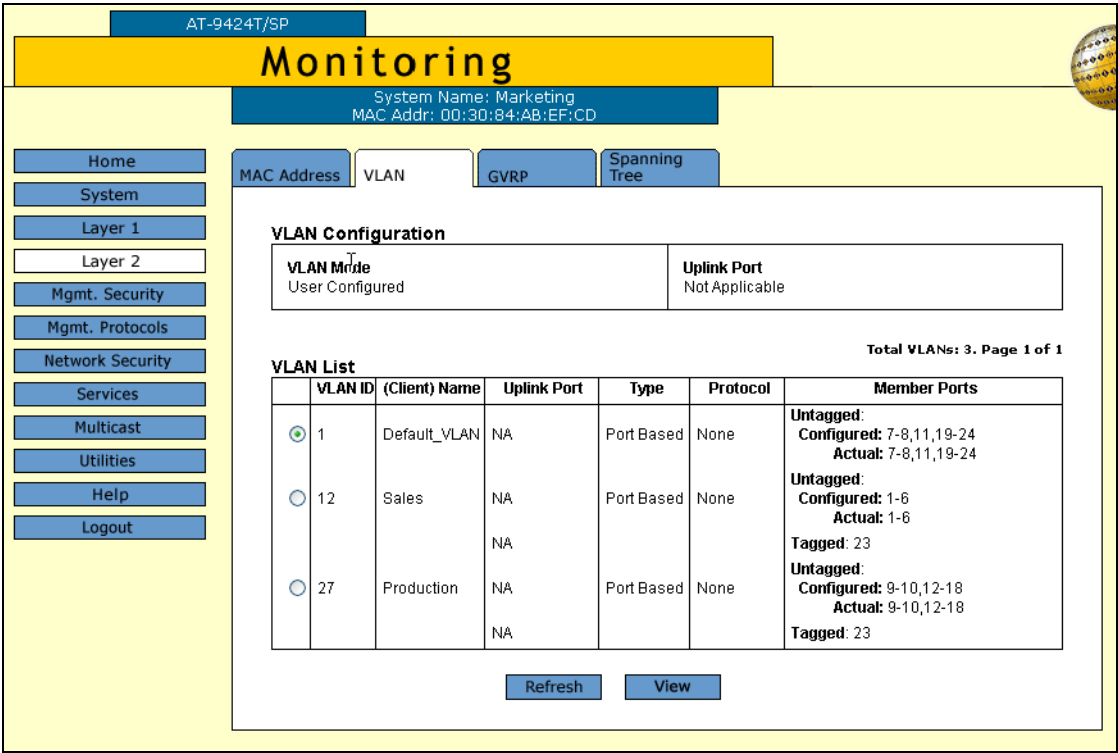 AT-9424T/SP
Monitoring
System Name: Marketing
MAC Addr: 00:30:84:AB:EF:CD
Home
System
Layer 1
Layer 2
Mgmt. Security
Mgmt. Protocols
Network Security
Services
Multicast
Utilities
Help
Logout
MAC Address
VLAN
GVRP
Spanning
Tree
VLAN Configuration
VLAN Mode
User Configured
Uplink Port
Not Applicable
Total VLANs: 3. Page 1 of 1
VLAN List
VLAN ID (Client) Name Uplink Port Type Protocol Member Ports
Untagged:
1 Default_VLAN NA Port Based None Configured: 7-8,11,19-24
Actual: 7-8,11,19-24
Untagged:
12 Sales NA Port Based None Configured: 1-6
Actual: 1-6
NA Tagged: 23
Untagged:
27 Production NA Port Based None Configured: 9-10,12-18
Actual: 9-10,12-18
NA Tagged: 23
Refresh
View